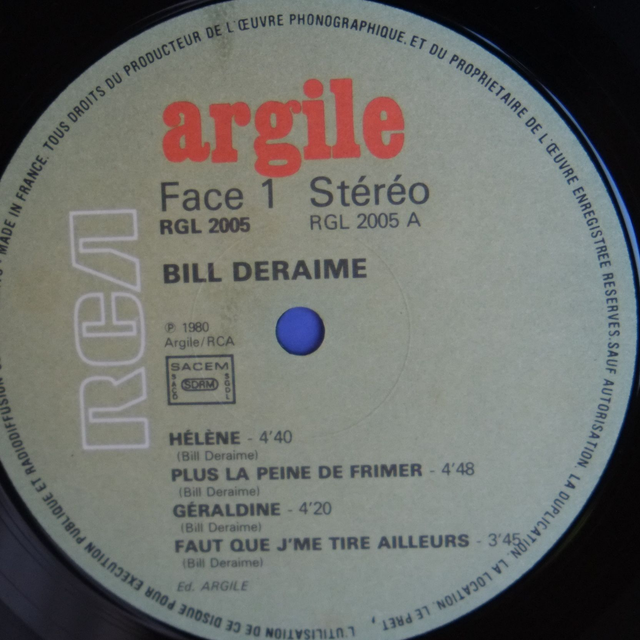 MADE IN FRANCE. TOUS DROITS DU PRODUCTEUR DE L'ŒUVRE PHONOGRAPHIQUE. ET DU PROPRIETAIRE DE L'ŒUVRE ENREGISTREE RESERVES. SAUF AUTORISATION. LA DUPLICATION. LA LOCATION. LE PRET, L'UTILISATION DE CE DISQUE POUR EXECUTION PUBLIQUE ET RADIODIFFUSION
argile
Face 1 Stéréo
RGL 2005 RGL 2005 A
BILL DERAIME
RCA
℗ 1980
Argile/RCA
SACEM
SDRM
HÉLÈNE - 4'40
(Bill Deraime)
PLUS LA PEINE DE FRIMER - 4'48
(Bill Deraime)
GÉRALDINE - 4'20
(Bill Deraime)
FAUT QUE J'ME TIRE AILLEURS - 3'45
(Bill Deraime)
Ed. ARGILE